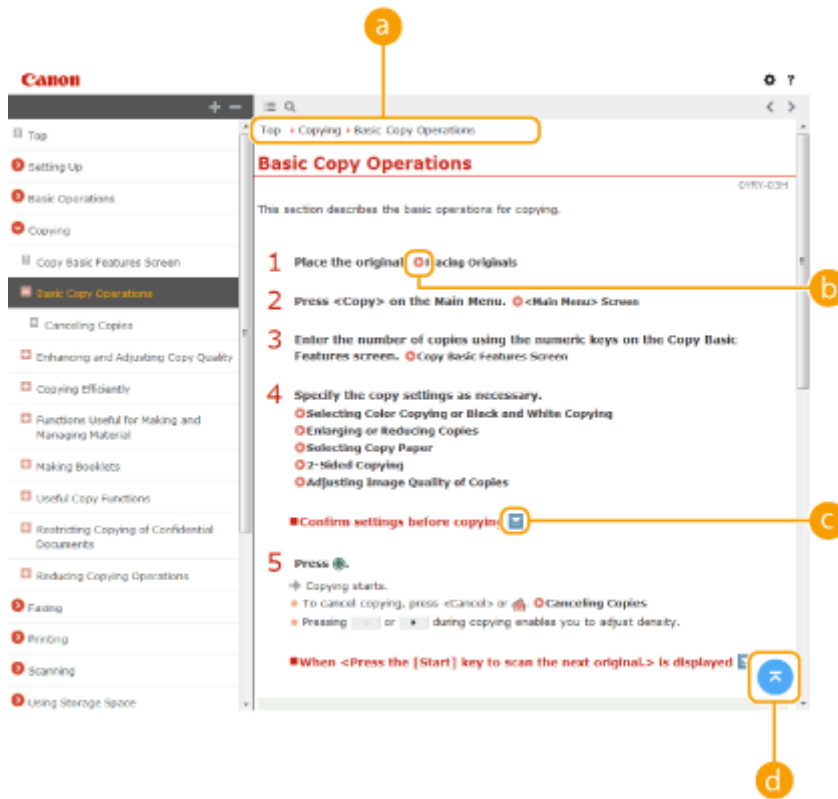 a
Canon
?
+ −
< >
Top
Setting Up
Basic Operations
Copying
Copy Basic Features Screen
Basic Copy Operations
Canceling Copies
Enhancing and Adjusting Copy Quality
Copying Efficiently
Functions Useful for Making and
Managing Material
Making Booklets
Useful Copy Functions
Restricting Copying of Confidential
Documents
Reducing Copying Operations
Faxing
Printing
Scanning
Using Storage Space
Top Copying Basic Copy Operations
Basic Copy Operations
0YRY-03H
This section describes the basic operations for copying.
1 Place the original. acing Originals
b
2 Press <Copy> on the Main Menu. <Main Menu> Screen
3 Enter the number of copies using the numeric keys on the Copy Basic
Features screen. Copy Basic Features Screen
4 Specify the copy settings as necessary.
Selecting Color Copying or Black and White Copying
Enlarging or Reducing Copies
Selecting Copy Paper
2-Sided Copying
Adjusting Image Quality of Copies
Confirm settings before copying
c
5 Press .
Copying starts.
To cancel copying, press <Cancel> or . Canceling Copies
Pressing or during copying enables you to adjust density.
When <Press the [Start] key to scan the next original.> is displayed
d